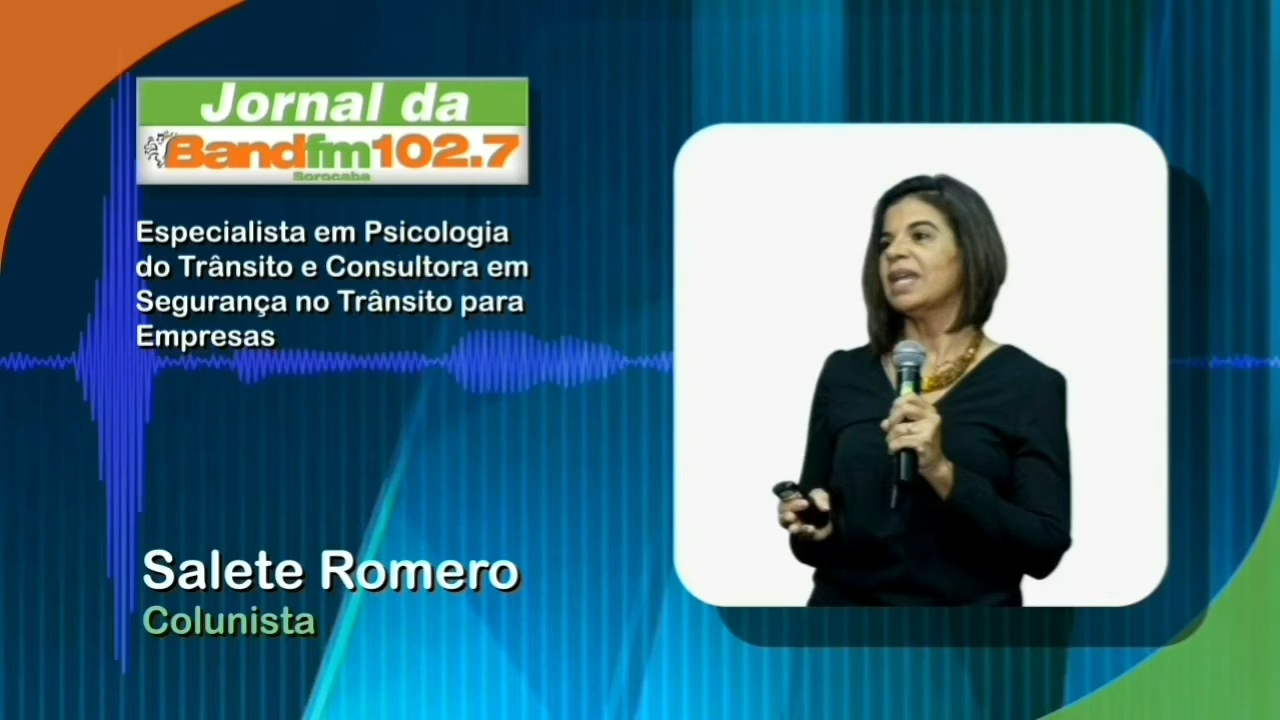 Jornal da
Bandfm102.7
Sorocaba
Especialista em Psicologia
do Trânsito e Consultora em
Segurança no Trânsito para
Empresas
Salete Romero
Colunista